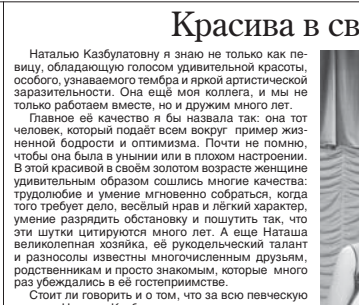 Красива в св
Наталью Казбулатовну я знаю не только как пе-
вицу, обладающую голосом удивительной красоты,
особого, узнаваемого тембра и яркой артистической
заразительности. Она ещё моя коллега, и мы не
только работаем вместе, но и дружим много лет.
Главное её качество я бы назвала так: она тот
человек, который подаёт всем вокруг пример жиз-
ненной бодрости и оптимизма. Почти не помню,
чтобы она была в унынии или в плохом настроении.
В этой красивой в своём золотом возрасте женщине
удивительным образом сошлись многие качества:
трудолюбие и умение мгновенно собраться, когда
того требует дело, весёлый нрав и лёгкий характер,
умение разрядить обстановку и пошутить так, что
эти шутки цитируются много лет. А еще Наташа
великолепная хозяйка, её рукодельческий талант
и разносолы известны многочисленным друзьям,
родственникам и просто знакомым, которые много
раз убеждались в её гостеприимстве.
Стоит ли говорить и о том, что за всю певческую